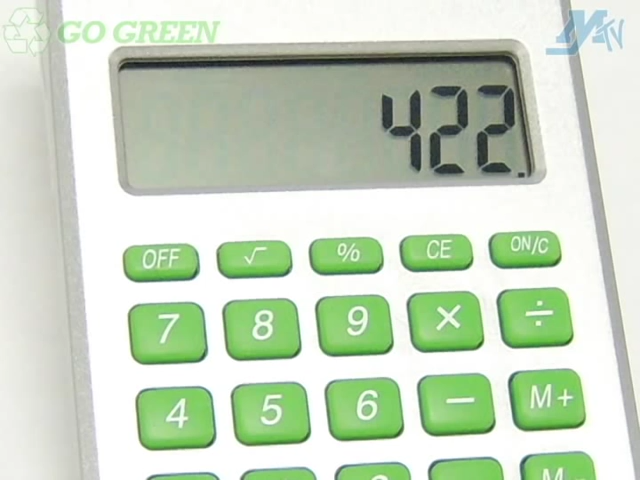 GO GREEN
422.
OFF √ % CE ON/C
7 8 9 × ÷
4 5 6 − M+